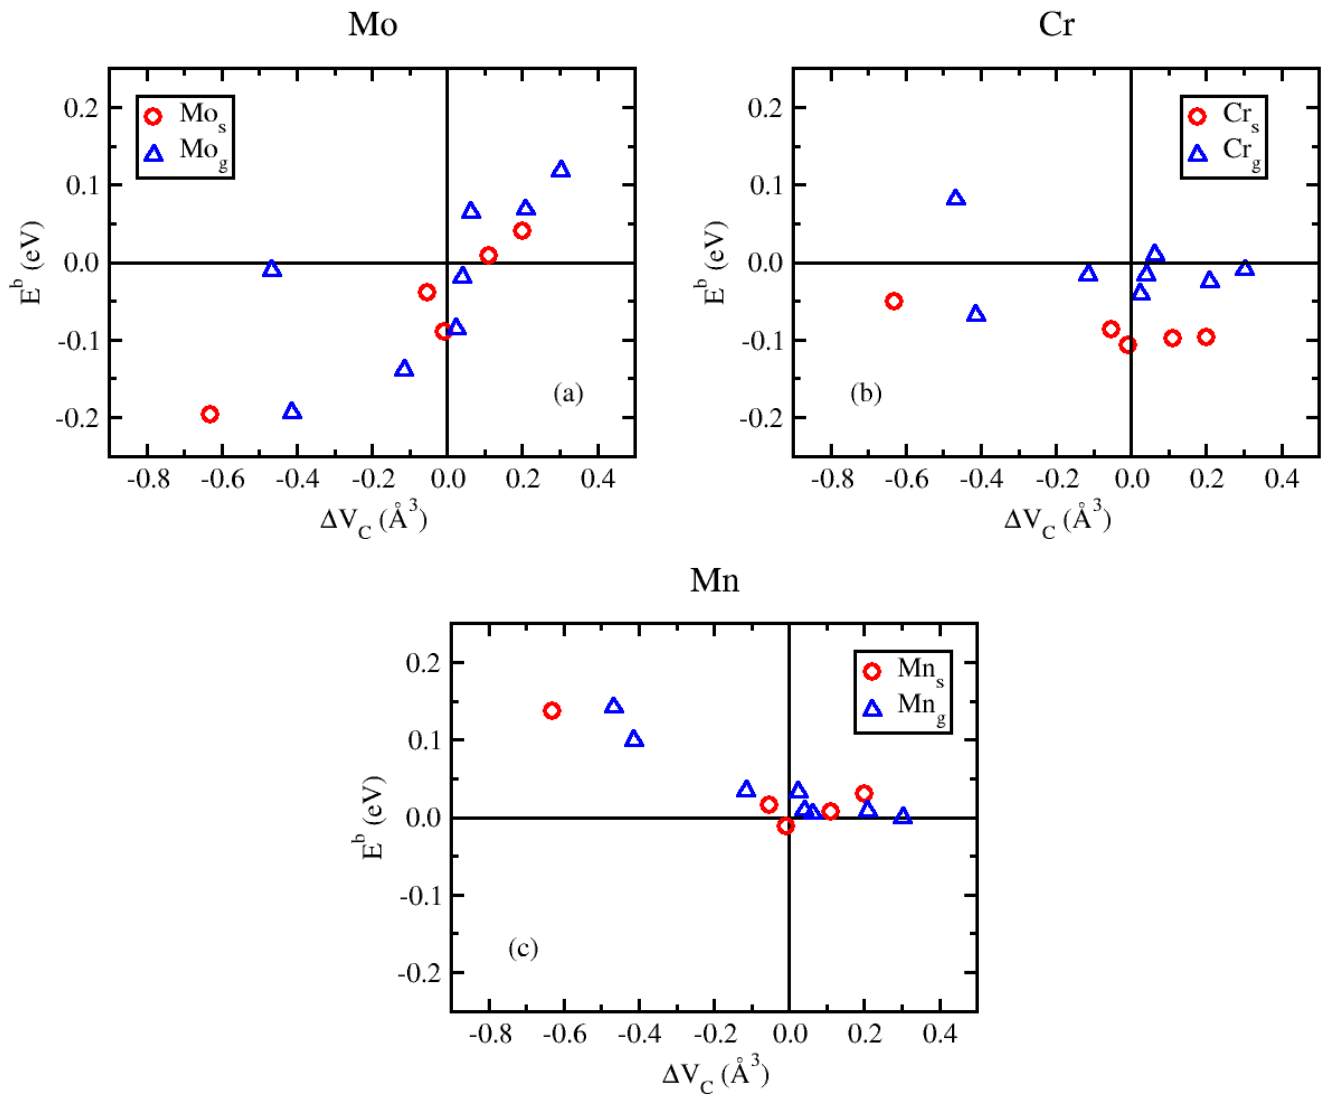 Mo
Cr
0.2
0.1
0.0
-0.1
-0.2
E^b (eV)
Mo_s
Mo_g
(a)
-0.8 -0.6 -0.4 -0.2 0.0 0.2 0.4
ΔV_C (Å^3)
0.2
0.1
0.0
-0.1
-0.2
E^b (eV)
Cr_s
Cr_g
(b)
-0.8 -0.6 -0.4 -0.2 0.0 0.2 0.4
ΔV_C (Å^3)
Mn
0.2
0.1
0.0
-0.1
-0.2
E^b (eV)
Mn_s
Mn_g
(c)
-0.8 -0.6 -0.4 -0.2 0.0 0.2 0.4
ΔV_C (Å^3)